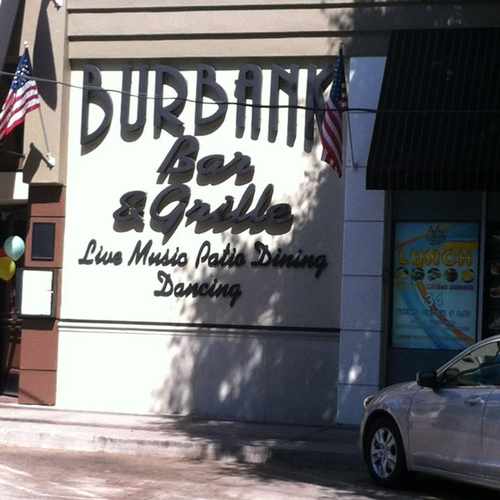 BURBANK
Bar
& Grille
Live Music Patio Dining
Dancing
LUNCH